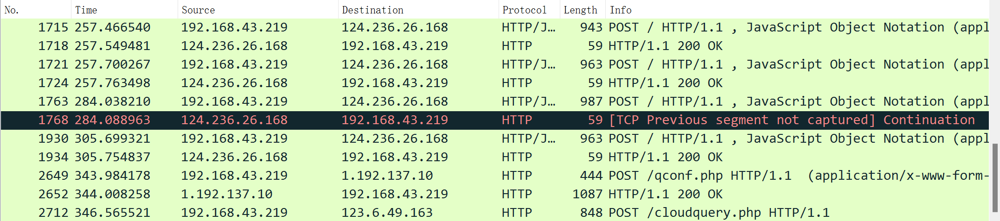 No. Time Source Destination Protocol Length Info
1715 257.466540 192.168.43.219 124.236.26.168 HTTP/J… 943 POST / HTTP/1.1 , JavaScript Object Notation (appl
1718 257.549481 124.236.26.168 192.168.43.219 HTTP 59 HTTP/1.1 200 OK
1721 257.700267 192.168.43.219 124.236.26.168 HTTP/J… 963 POST / HTTP/1.1 , JavaScript Object Notation (appl
1724 257.763498 124.236.26.168 192.168.43.219 HTTP 59 HTTP/1.1 200 OK
1763 284.038210 192.168.43.219 124.236.26.168 HTTP/J… 987 POST / HTTP/1.1 , JavaScript Object Notation (appl
1768 284.088963 124.236.26.168 192.168.43.219 HTTP 59 [TCP Previous segment not captured] Continuation
1930 305.699321 192.168.43.219 124.236.26.168 HTTP/J… 963 POST / HTTP/1.1 , JavaScript Object Notation (appl
1934 305.754837 124.236.26.168 192.168.43.219 HTTP 59 HTTP/1.1 200 OK
2649 343.984178 192.168.43.219 1.192.137.10 HTTP 444 POST /qconf.php HTTP/1.1 (application/x-www-form-
2652 344.008258 1.192.137.10 192.168.43.219 HTTP 1087 HTTP/1.1 200 OK
2712 346.565521 192.168.43.219 123.6.49.163 HTTP 848 POST /cloudquery.php HTTP/1.1